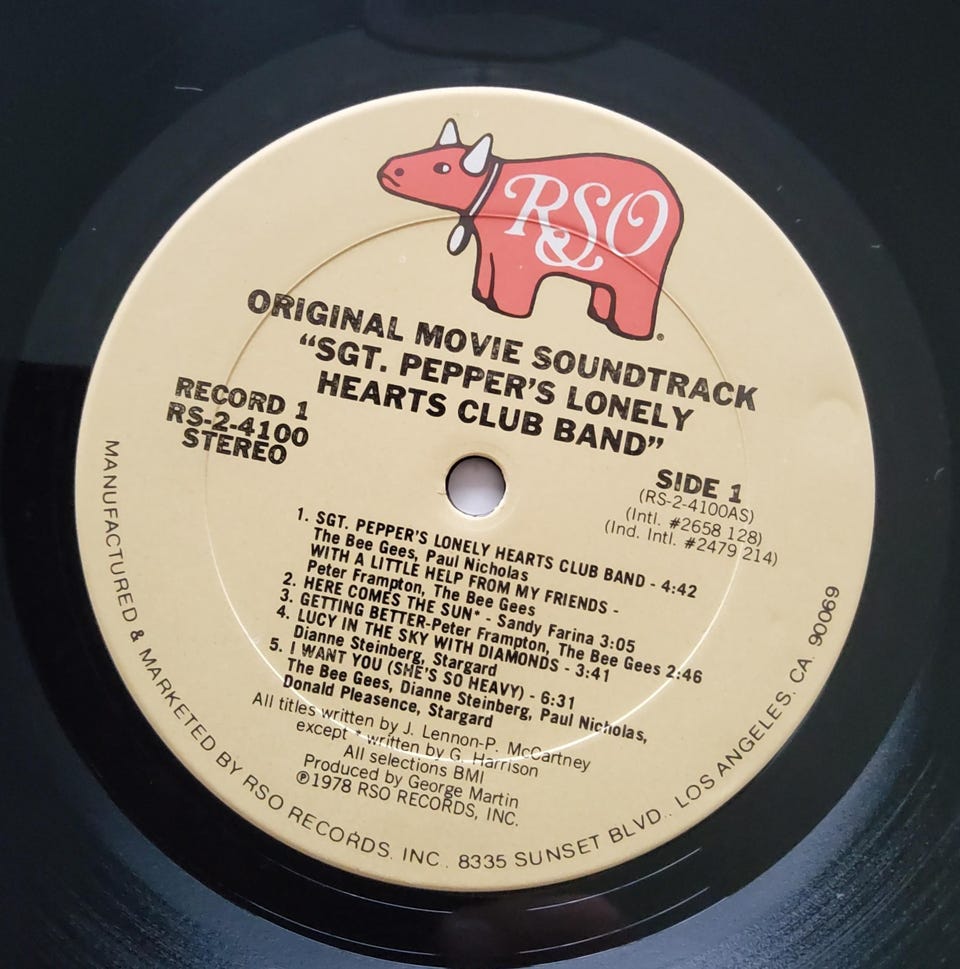 RSO
®
ORIGINAL MOVIE SOUNDTRACK
“SGT. PEPPER'S LONELY
HEARTS CLUB BAND”
RECORD 1
RS-2-4100
STEREO
SIDE 1
(RS-2-4100AS)
(Intl. #2658 128)
(Ind. Intl. #2479 214)
1. SGT. PEPPER'S LONELY HEARTS CLUB BAND - 4:42
The Bee Gees, Paul Nicholas
WITH A LITTLE HELP FROM MY FRIENDS -
Peter Frampton, The Bee Gees
2. HERE COMES THE SUN* - Sandy Farina 3:05
3. GETTING BETTER-Peter Frampton, The Bee Gees 2:46
4. LUCY IN THE SKY WITH DIAMONDS - 3:41
Dianne Steinberg, Stargard
5. I WANT YOU (SHE'S SO HEAVY) - 6:31
The Bee Gees, Dianne Steinberg, Paul Nicholas,
Donald Pleasence, Stargard
All titles written by J. Lennon-P. McCartney
except * written by G. Harrison
All selections BMI
Produced by George Martin
℗1978 RSO RECORDS, INC.
MANUFACTURED & MARKETED BY RSO RECORDS, INC., 8335 SUNSET BLVD., LOS ANGELES, CA. 90069